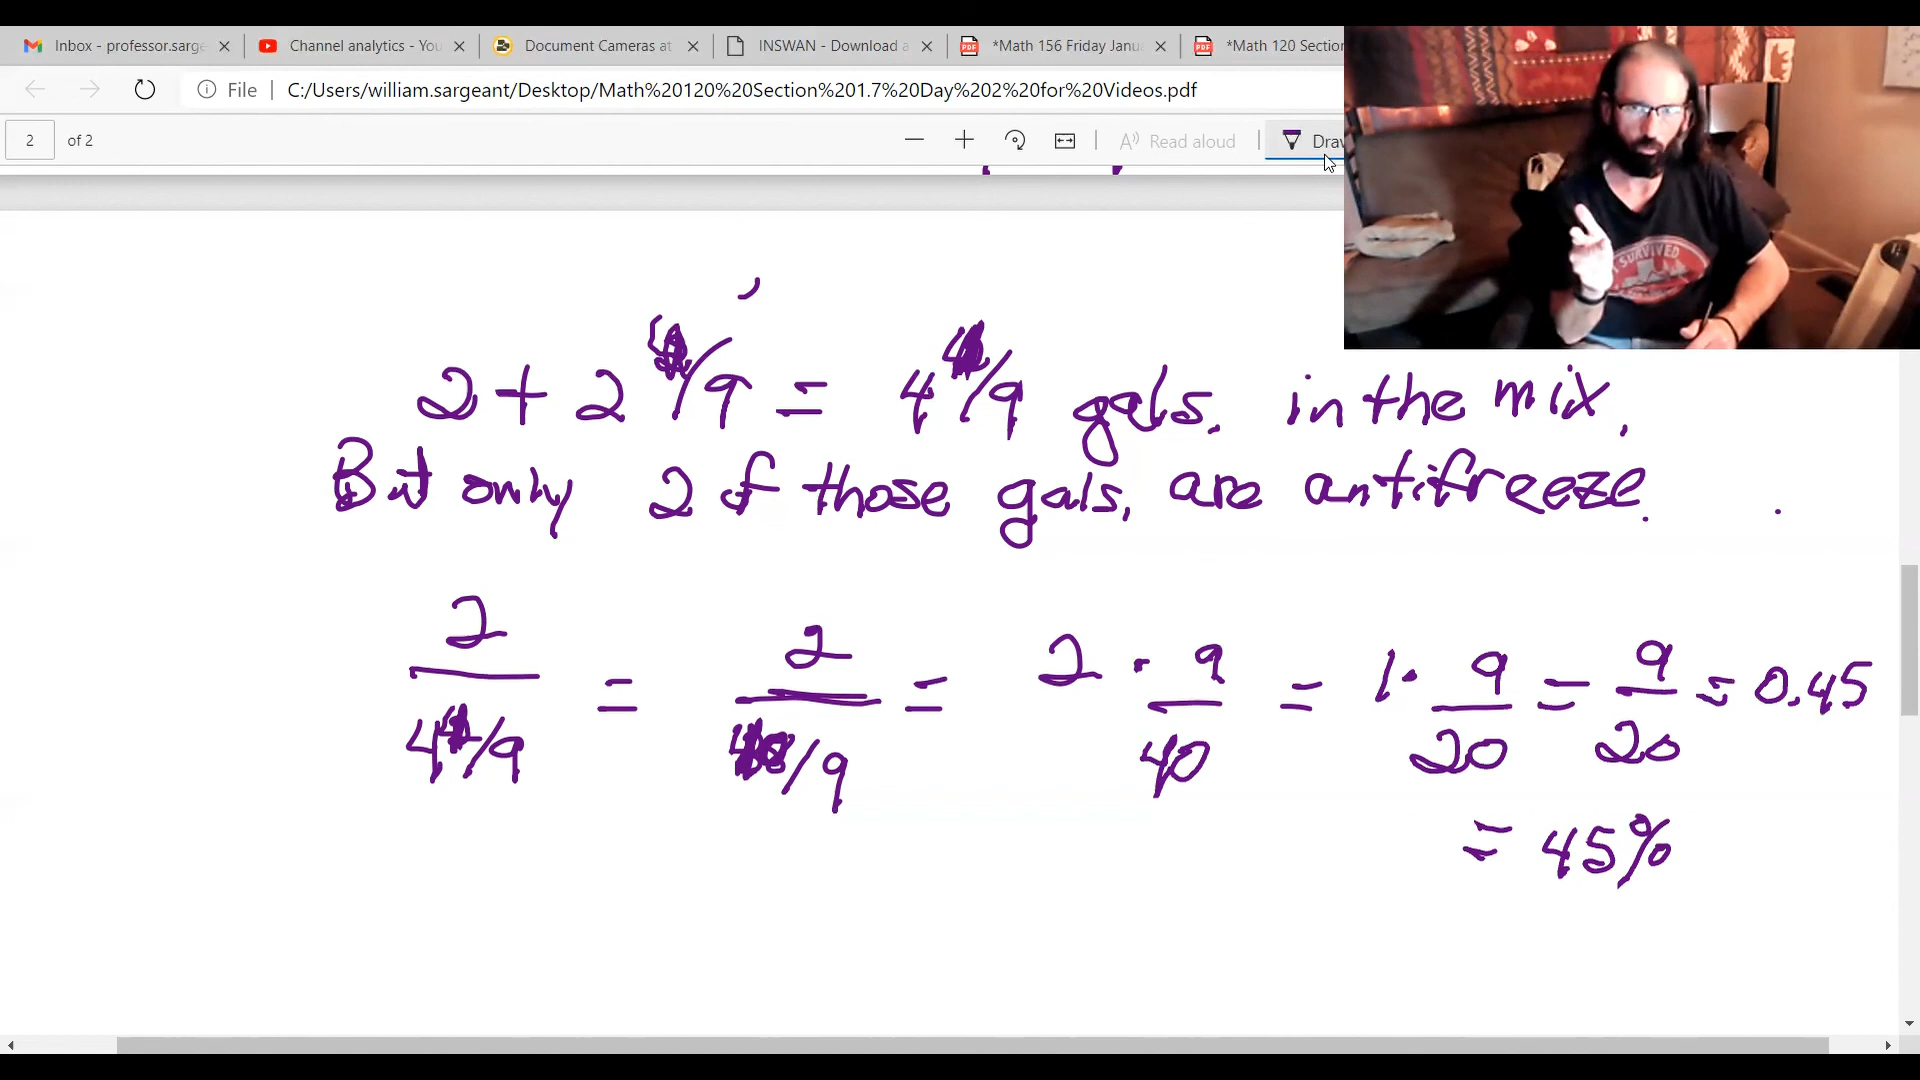 Inbox - professor.sarge
Channel analytics - You
Document Cameras at
INSWAN - Download a
*Math 156 Friday Janu
*Math 120 Section
File
C:/Users/william.sargeant/Desktop/Math%20120%20Section%201.7%20Day%202%20for%20Videos.pdf
2 of 2
Read aloud
Draw
SURVIVED
2 + 2 4/9 = 4 4/9 gals. in the mix.
But only 2 of those gals. are antifreeze.
2 / 4 4/9 = 2 / 40/9 = 2 · 9/40 = 1 · 9/20 = 9/20 = 0.45
= 45%